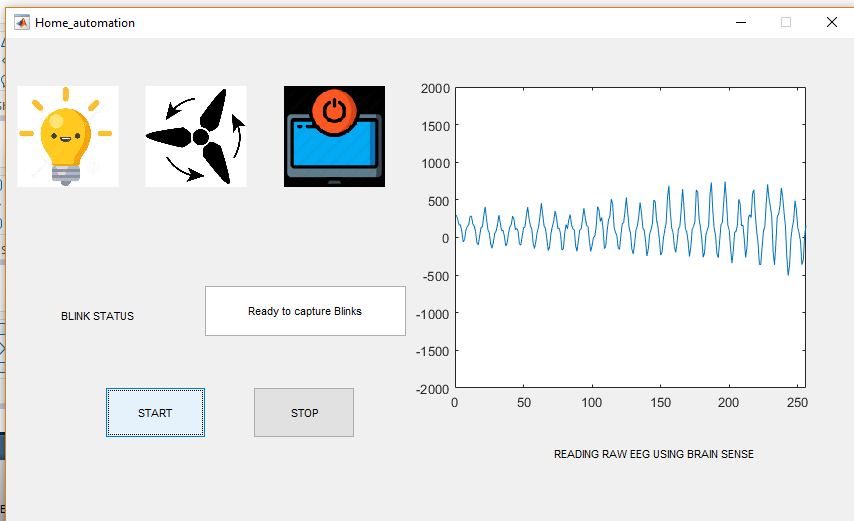 Home_automation
2000
1500
1000
500
0
-500
-1000
-1500
-2000
0 50 100 150 200 250
BLINK STATUS
Ready to capture Blinks
START
STOP
READING RAW EEG USING BRAIN SENSE